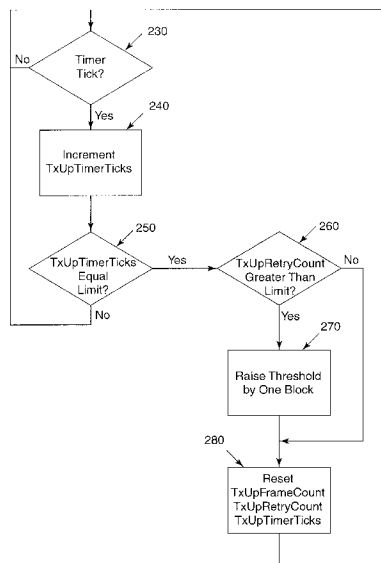 230
No
Timer
Tick?
240
Yes
Increment
TxUpTimerTicks
250
260
TxUpTimerTicks
Equal
Limit?
Yes
TxUpRetryCount
Greater Than
Limit?
No
No
Yes
270
Raise Threshold
by One Block
280
Reset
TxUpFrameCount
TxUpRetryCount
TxUpTimerTicks